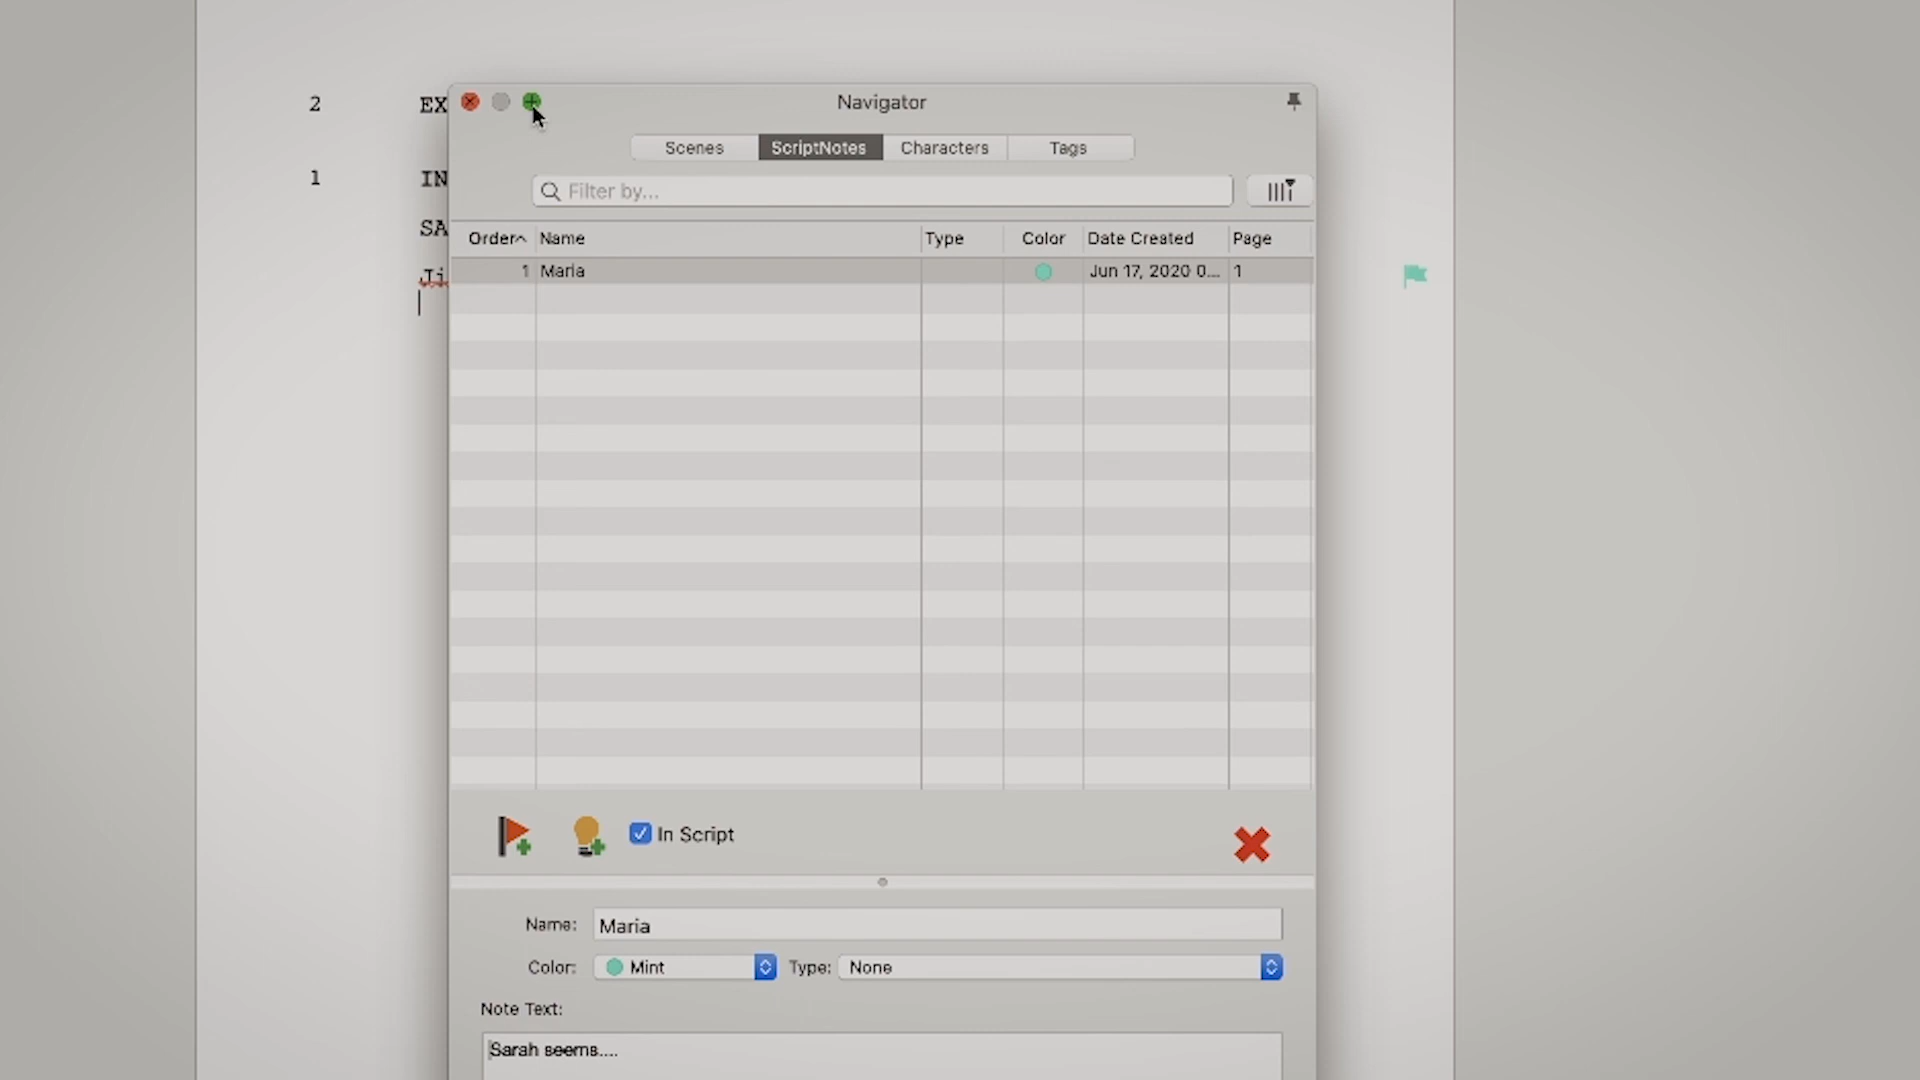 Navigator
2 EX
Scenes ScriptNotes Characters Tags
1 IN
Filter by...
SA
Order Name Type Color Date Created Page
1 Maria Jun 17, 2020 0... 1
Ji
In Script
Name: Maria
Color: Mint Type: None
Note Text:
Sarah seems....